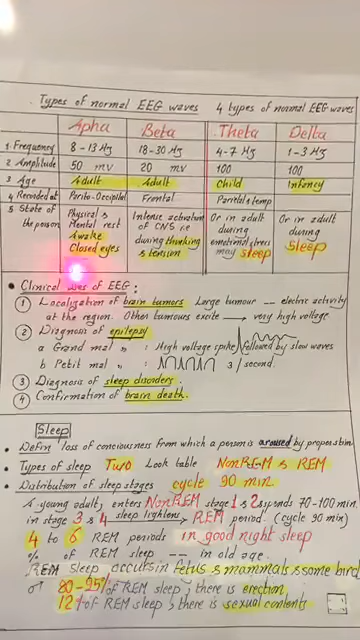 Types of normal EEG waves 4 types of normal EEG waves
Apha Beta Theta Delta
1. Frequency 8-13 Hz 18-30 Hz 4-7 Hz 1-3 Hz
2 Amplitude 50 mv 20 mv 100 100
3 Age Adult Adult Child Infancy
4 Recorded at Parito-Occipital Frontal Parietal & temp
5 State of the person Physical & Mental rest Awake Closed eyes Intense activation of CNS i.e during thinking & tension Or in adult during emotional stress may sleep Or in adult during Sleep
• Clinical Uses of EEG:
① Localization of brain tumors Large tumour -- electric activity
at the region. Other tumours excite → very high voltage
② Diagnosis of epilepsy
a Grand mal " : High voltage spike followed by slow waves
b Petit mal " : 3/second.
③ Diagnosis of sleep disorders.
④ Confirmation of brain death.
Sleep
• Defin loss of conciousness from which a person is aroused by proper stim
• Types of sleep Two Look table NonREM & REM
• Distribution of sleep stages cycle 90 min.
A young adult, enters NonREM stage 1 & 2 spends 70-100 min.
in stage 3 & 4 sleep lightens, REM period. (cycle 90 min)
4 to 6 REM periods in good night sleep
% of REM sleep --- in old age.
REM Sleep occurs in fetus & mammals & some bird
80-95% of REM sleep, there is erection
12% of REM sleep, there is sexual contents